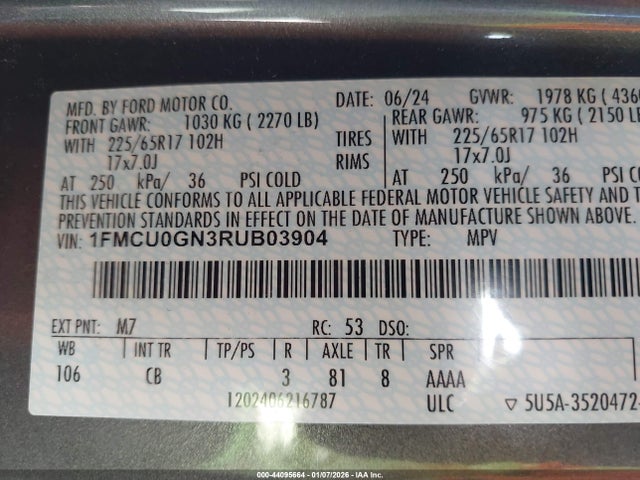 MFD. BY FORD MOTOR CO. DATE: 06/24 GVWR: 1978 KG ( 4360
FRONT GAWR: 1030 KG ( 2270 LB) REAR GAWR: 975 KG ( 2150 LB
WITH 225/65R17 102H TIRES WITH 225/65R17 102H
17x7.0J RIMS 17x7.0J
AT 250 kPa/ 36 PSI COLD AT 250 kPa/ 36 PSI CO
THIS VEHICLE CONFORMS TO ALL APPLICABLE FEDERAL MOTOR VEHICLE SAFETY AND T
PREVENTION STANDARDS IN EFFECT ON THE DATE OF MANUFACTURE SHOWN ABOVE.
VIN: 1FMCU0GN3RUB03904 TYPE: MPV
EXT PNT: M7 RC: 53 DSO:
WB INT TR TP/PS R AXLE TR SPR
106 CB 3 81 8 AAAA
1202406216787 ULC ▽ 5U5A-3520472-
000-44095664 - 01/07/2026 - IAA Inc.